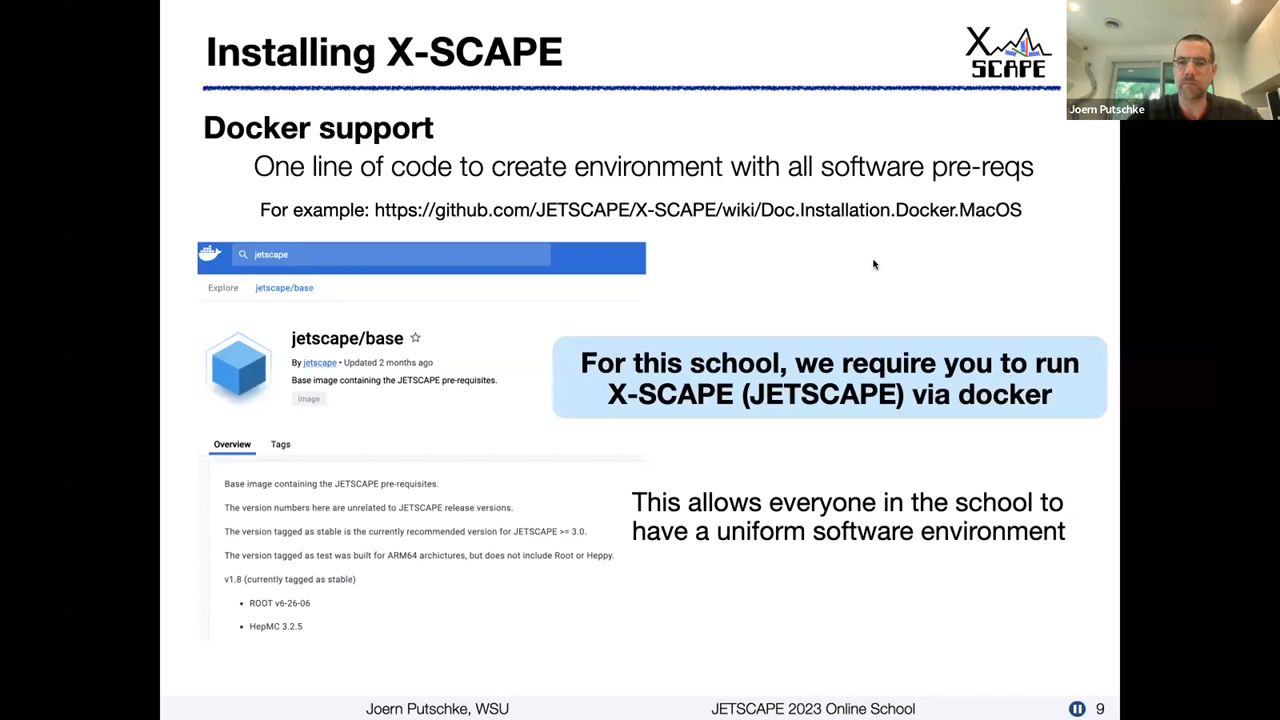 Installing X-SCAPE
X
SCAPE
Joern Putschke
Docker support
One line of code to create environment with all software pre-reqs
For example: https://github.com/JETSCAPE/X-SCAPE/wiki/Doc.Installation.Docker.MacOS
jetscape
Explore
jetscape/base
jetscape/base
By jetscape • Updated 2 months ago
Base image containing the JETSCAPE pre-requisites.
Image
For this school, we require you to run
X-SCAPE (JETSCAPE) via docker
Overview
Tags
Base image containing the JETSCAPE pre-requisites.
The version numbers here are unrelated to JETSCAPE release versions.
The version tagged as stable is the currently recommended version for JETSCAPE >= 3.0.
The version tagged as test was built for ARM64 archictures, but does not include Root or Heppy.
v1.8 (currently tagged as stable)
• ROOT v6-26-06
• HepMC 3.2.5
This allows everyone in the school to
have a uniform software environment
Joern Putschke, WSU
JETSCAPE 2023 Online School
9